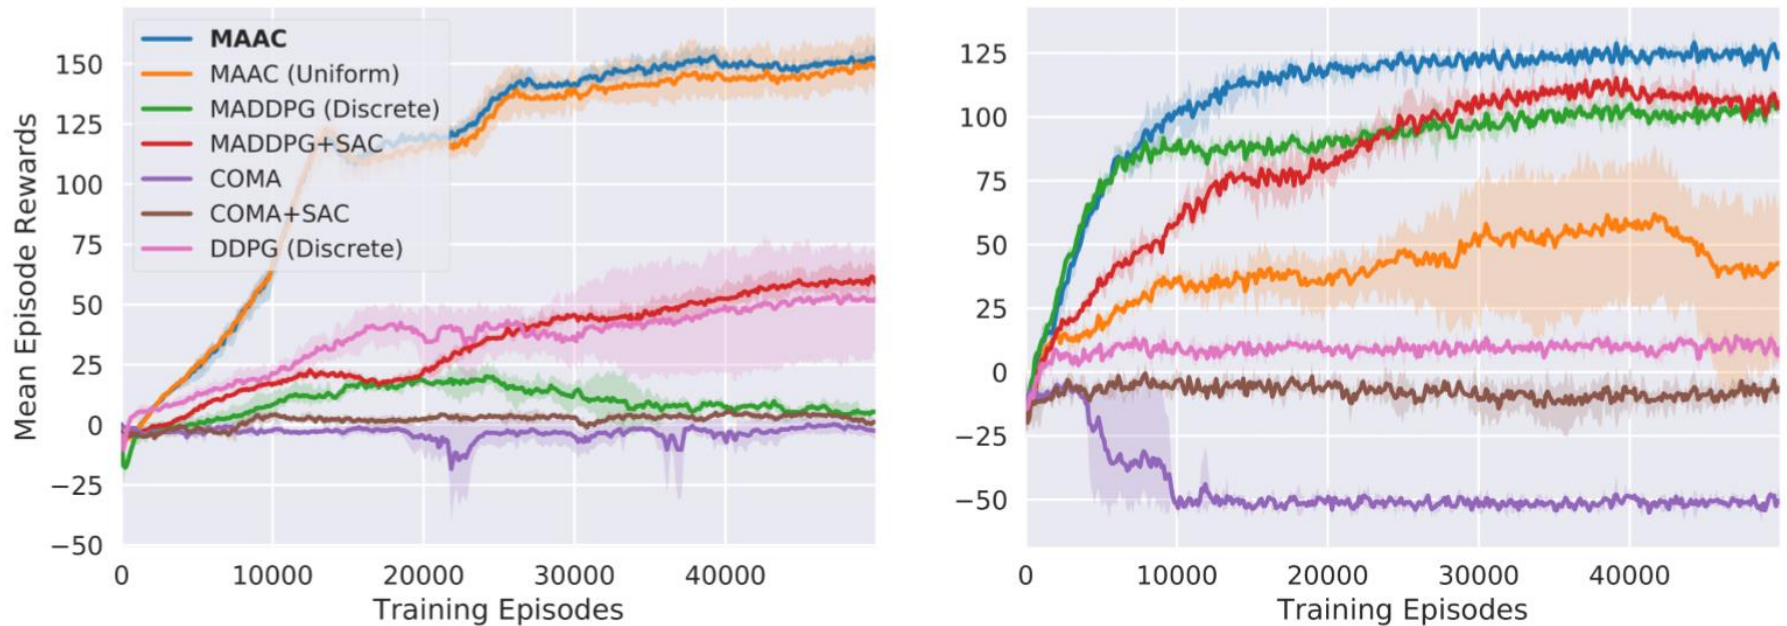 MAAC
MAAC (Uniform)
MADDPG (Discrete)
MADDPG+SAC
COMA
COMA+SAC
DDPG (Discrete)
Mean Episode Rewards
150
125
100
75
50
25
0
−25
−50
0 10000 20000 30000 40000
Training Episodes
125
100
75
50
25
0
−25
−50
0 10000 20000 30000 40000
Training Episodes